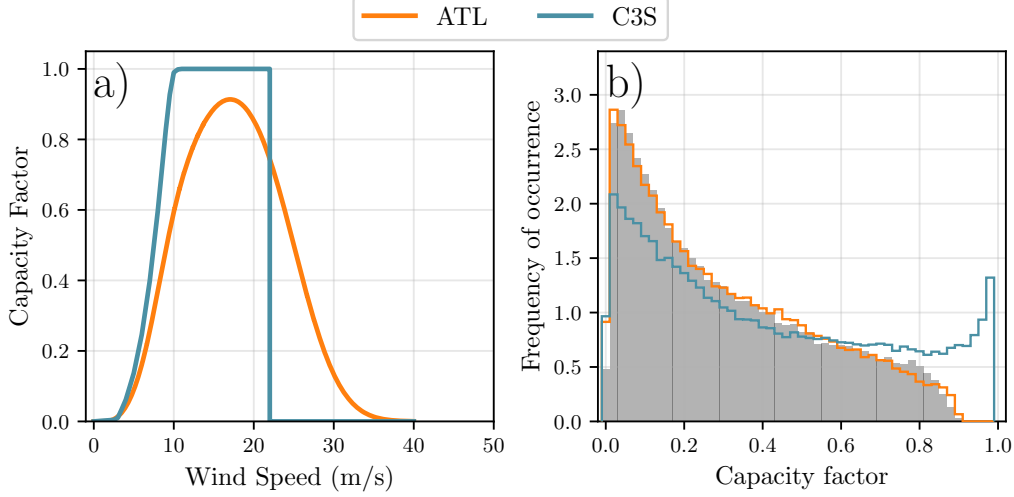 ATL C3S
a)
1.0
0.8
0.6
0.4
0.2
0.0
0 10 20 30 40 50
Wind Speed (m/s)
Capacity Factor
b)
3.0
2.5
2.0
1.5
1.0
0.5
0.0
0.0 0.2 0.4 0.6 0.8 1.0
Capacity factor
Frequency of occurrence